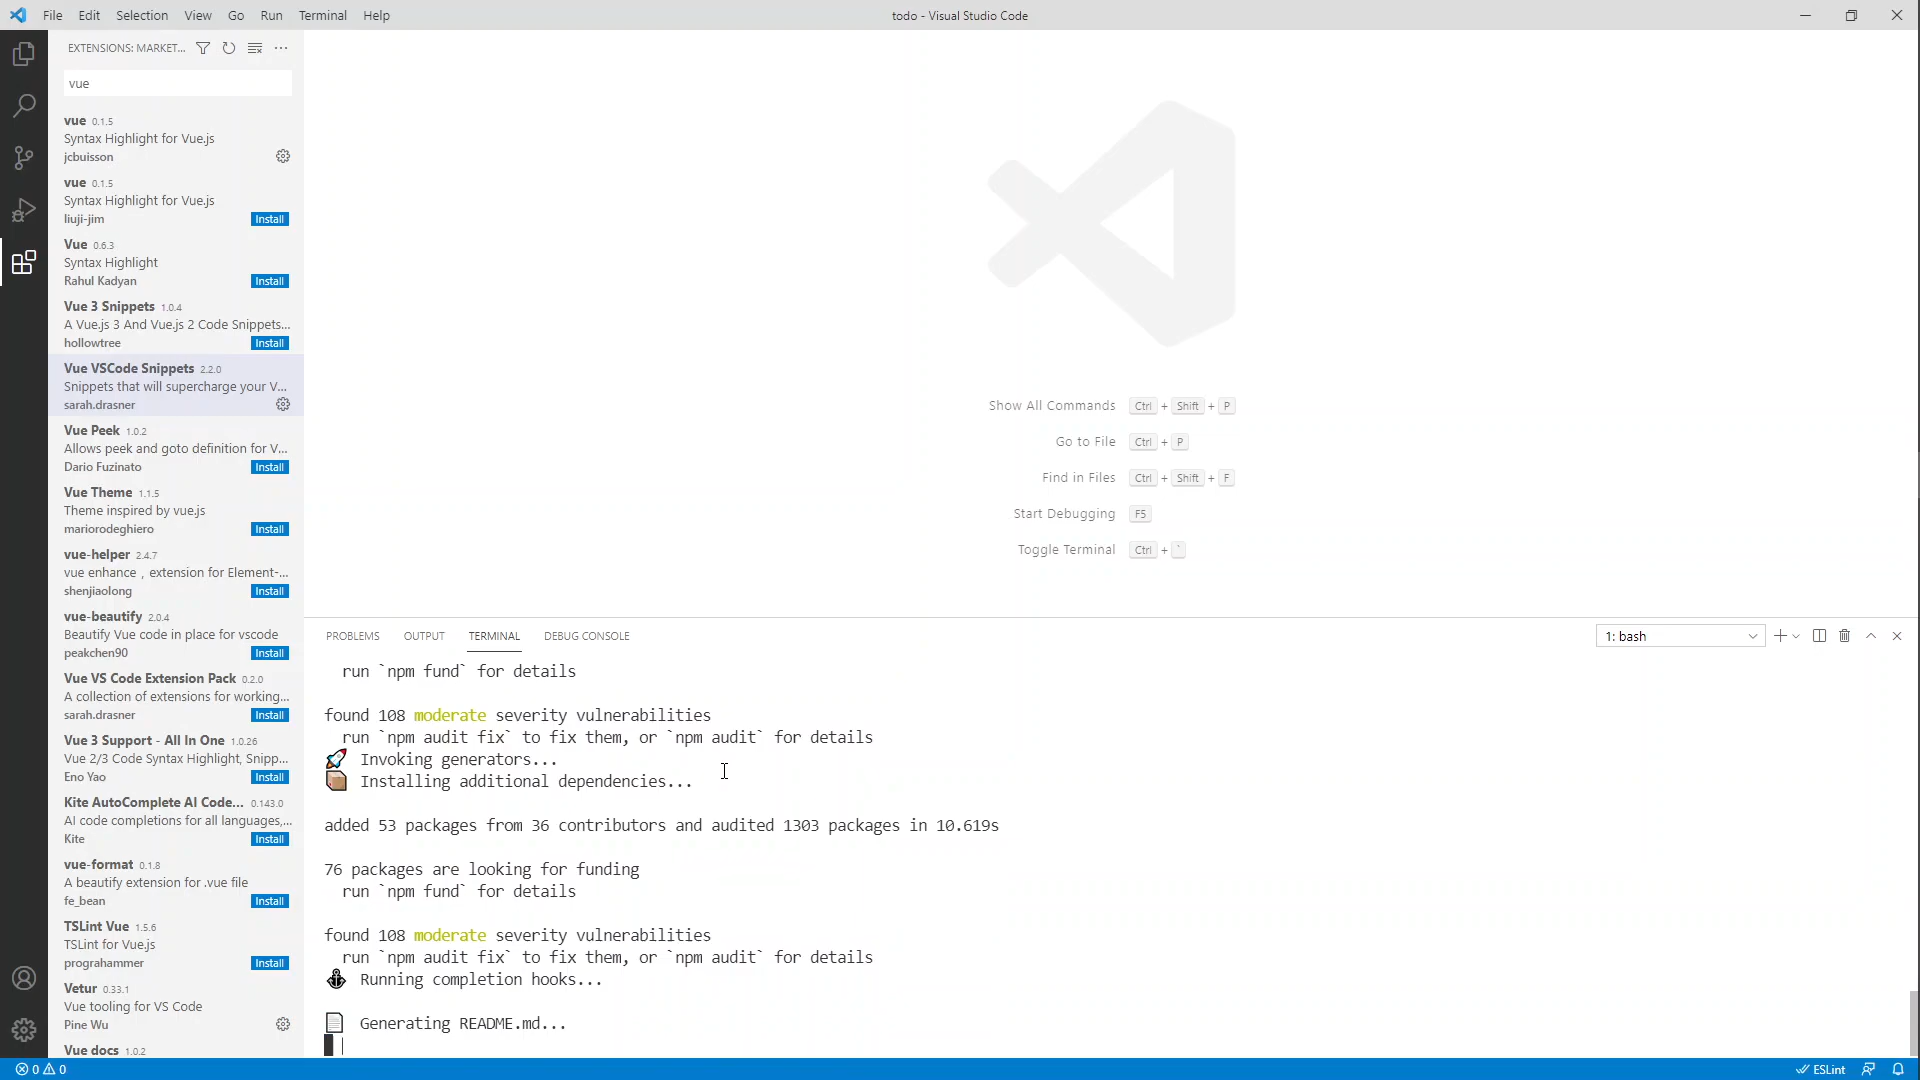 File Edit Selection View Go Run Terminal Help
todo - Visual Studio Code
EXTENSIONS: MARKET...
vue
vue 0.1.5
Syntax Highlight for Vue.js
jcbuisson
vue 0.1.5
Syntax Highlight for Vue.js
liuji-jim Install
Vue 0.6.3
Syntax Highlight
Rahul Kadyan Install
Vue 3 Snippets 1.0.4
A Vue.js 3 And Vue.js 2 Code Snippets...
hollowtree Install
Vue VSCode Snippets 2.2.0
Snippets that will supercharge your V...
sarah.drasner
Vue Peek 1.0.2
Allows peek and goto definition for V...
Dario Fuzinato Install
Vue Theme 1.1.5
Theme inspired by vue.js
mariorodeghiero Install
vue-helper 2.4.7
vue enhance，extension for Element-...
shenjiaolong Install
vue-beautify 2.0.4
Beautify Vue code in place for vscode
peakchen90 Install
Vue VS Code Extension Pack 0.2.0
A collection of extensions for working...
sarah.drasner Install
Vue 3 Support - All In One 1.0.26
Vue 2/3 Code Syntax Highlight, Snipp...
Eno Yao Install
Kite AutoComplete AI Code... 0.143.0
AI code completions for all languages,...
Kite Install
vue-format 0.1.8
A beautify extension for .vue file
fe_bean Install
TSLint Vue 1.5.6
TSLint for Vue.js
prograhammer Install
Vetur 0.33.1
Vue tooling for VS Code
Pine Wu
Vue docs 1.0.2
Show All Commands Ctrl + Shift + P
Go to File Ctrl + P
Find in Files Ctrl + Shift + F
Start Debugging F5
Toggle Terminal Ctrl + `
PROBLEMS OUTPUT TERMINAL DEBUG CONSOLE
1: bash
run `npm fund` for details
found 108 moderate severity vulnerabilities
run `npm audit fix` to fix them, or `npm audit` for details
Invoking generators...
Installing additional dependencies...
added 53 packages from 36 contributors and audited 1303 packages in 10.619s
76 packages are looking for funding
run `npm fund` for details
found 108 moderate severity vulnerabilities
run `npm audit fix` to fix them, or `npm audit` for details
Running completion hooks...
Generating README.md...
0 0
ESLint